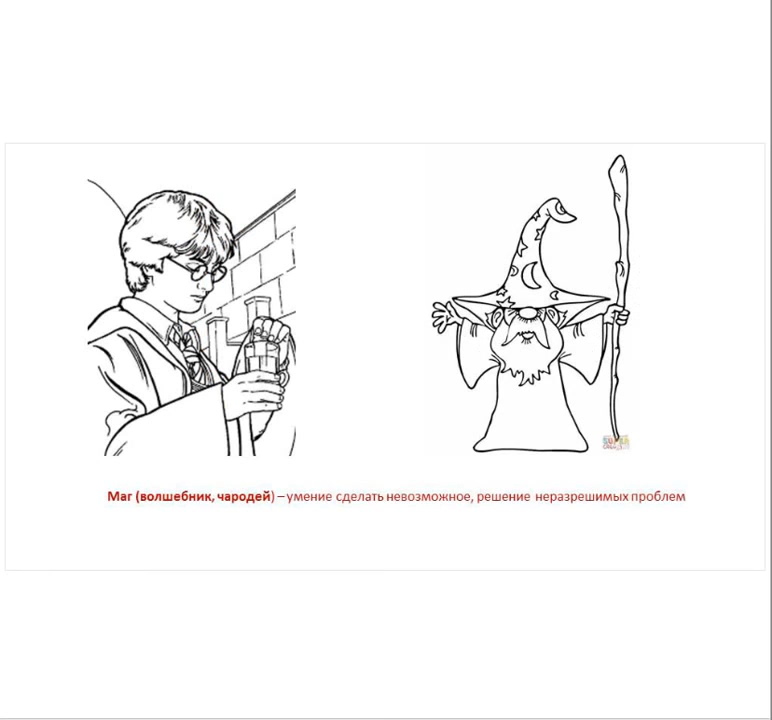 Маг (волшебник, чародей) – умение сделать невозможное, решение неразрешимых проблем